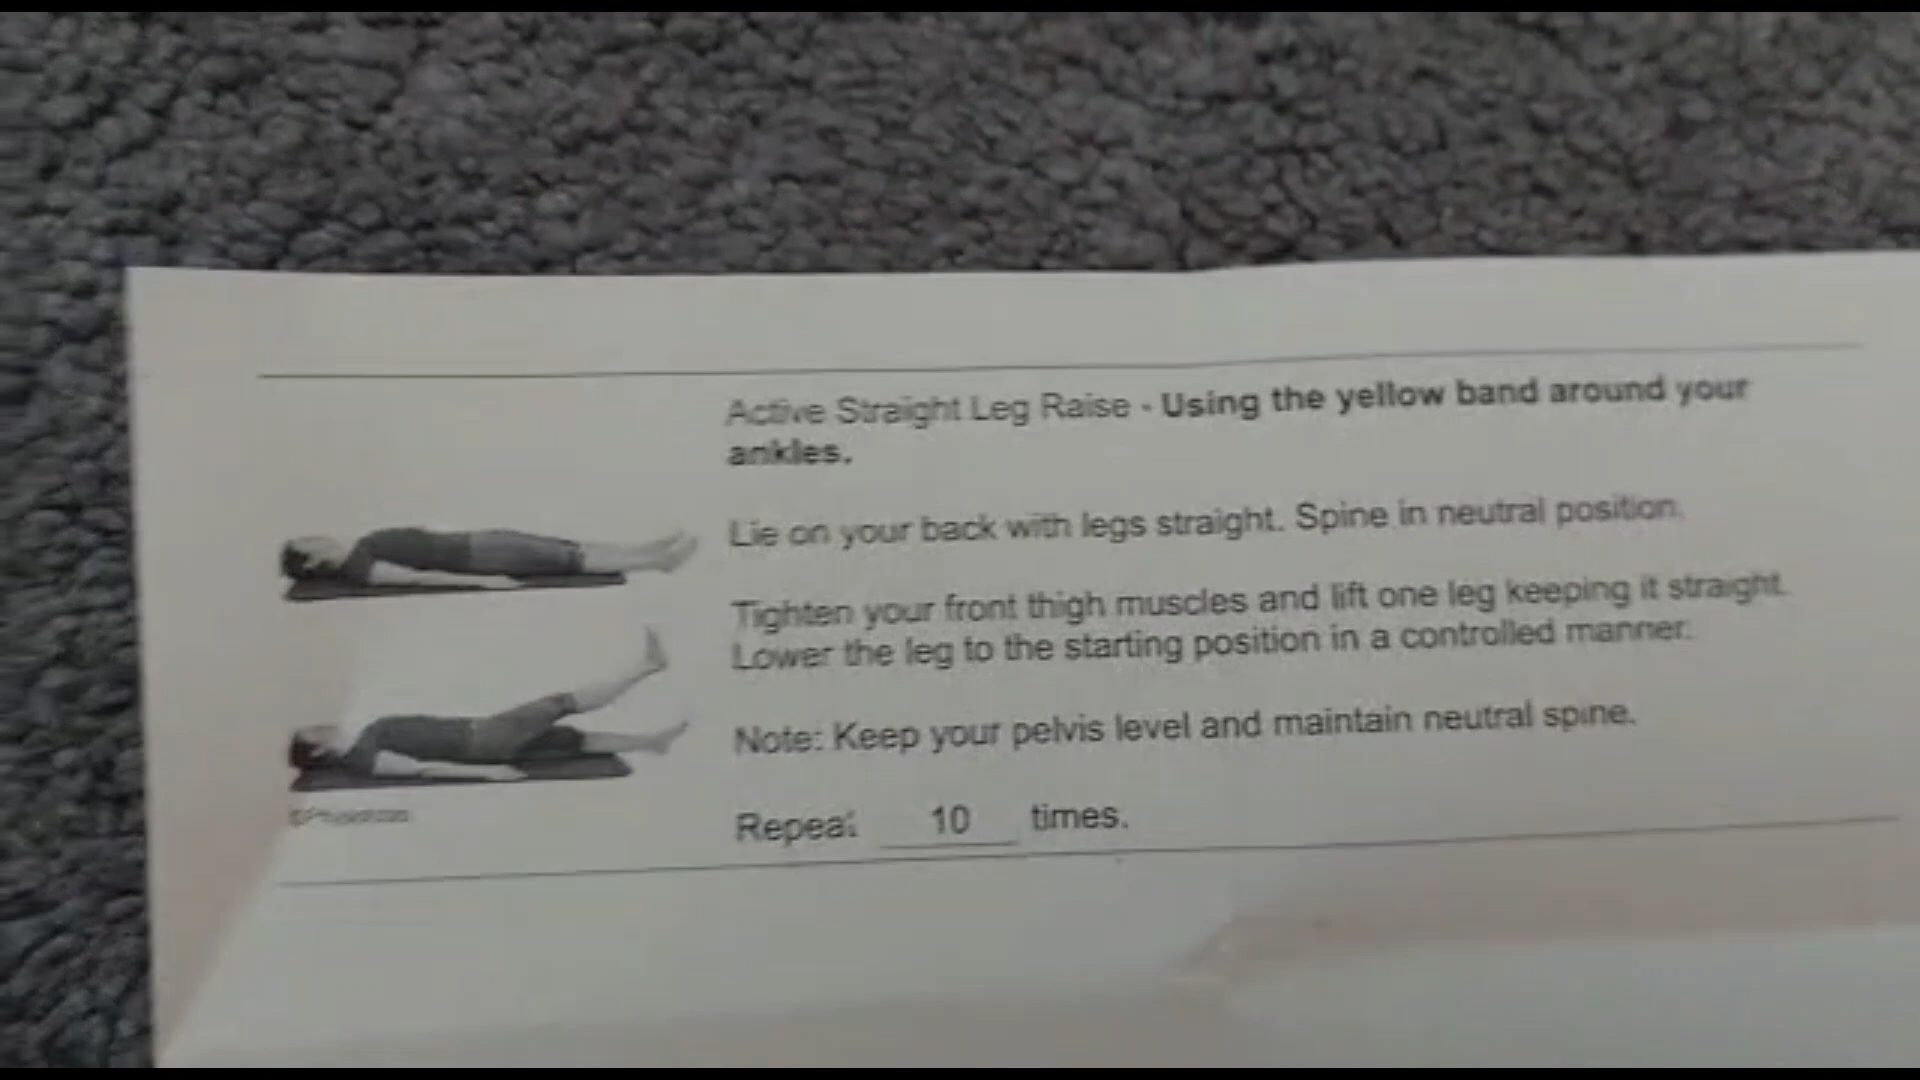 Active Straight Leg Raise - Using the yellow band around your
ankles.
Lie on your back with legs straight. Spine in neutral position.
Tighten your front thigh muscles and lift one leg keeping it straight.
Lower the leg to the starting position in a controlled manner.
Note: Keep your pelvis level and maintain neutral spine.
Repeat 10 times.